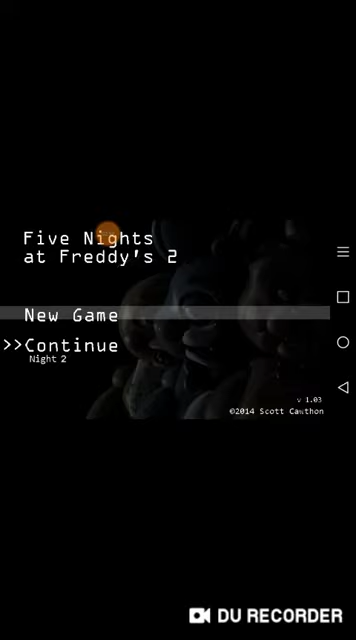 Five Nights
at Freddy's 2
New Game
>>Continue
Night 2
v 1.03
©2014 Scott Cawthon
DU RECORDER